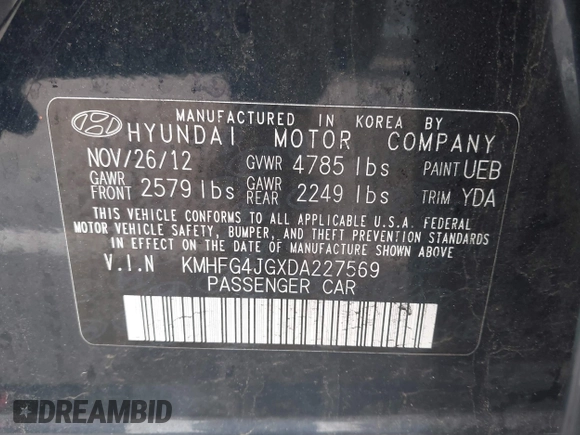 MANUFACTURED IN KOREA BY
HYUNDAI MOTOR COMPANY
NOV/26/12 GVWR 4785 lbs PAINT UEB
GAWR FRONT 2579 lbs GAWR REAR 2249 lbs TRIM YDA
THIS VEHICLE CONFORMS TO ALL APPLICABLE U.S.A. FEDERAL
MOTOR VEHICLE SAFETY, BUMPER, AND THEFT PREVENTION STANDARDS
IN EFFECT ON THE DATE OF MANUFACTURE SHOWN ABOVE.
V.I.N KMHFG4JGXDA227569
PASSENGER CAR
DREAMBID